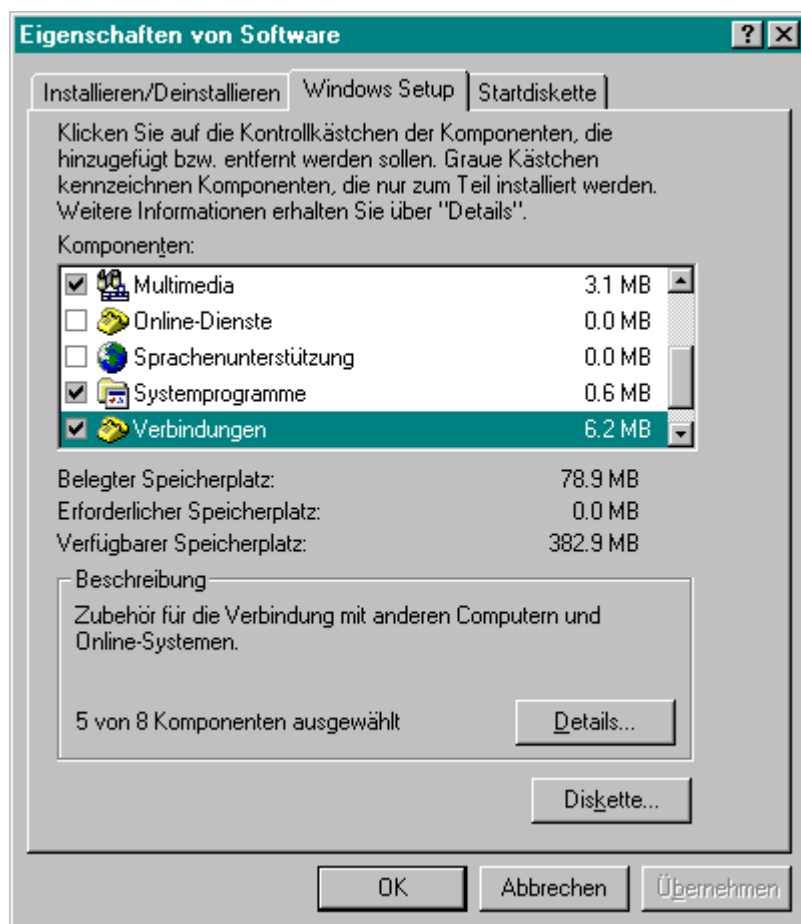 Eigenschaften von Software
Installieren/Deinstallieren Windows Setup Startdiskette
Klicken Sie auf die Kontrollkästchen der Komponenten, die
hinzugefügt bzw. entfernt werden sollen. Graue Kästchen
kennzeichnen Komponenten, die nur zum Teil installiert werden.
Weitere Informationen erhalten Sie über "Details".
Komponenten:
Multimedia 3.1 MB
Online-Dienste 0.0 MB
Sprachenunterstützung 0.0 MB
Systemprogramme 0.6 MB
Verbindungen 6.2 MB
Belegter Speicherplatz: 78.9 MB
Erforderlicher Speicherplatz: 0.0 MB
Verfügbarer Speicherplatz: 382.9 MB
Beschreibung
Zubehör für die Verbindung mit anderen Computern und
Online-Systemen.
5 von 8 Komponenten ausgewählt Details...
Diskette...
OK Abbrechen Übernehmen